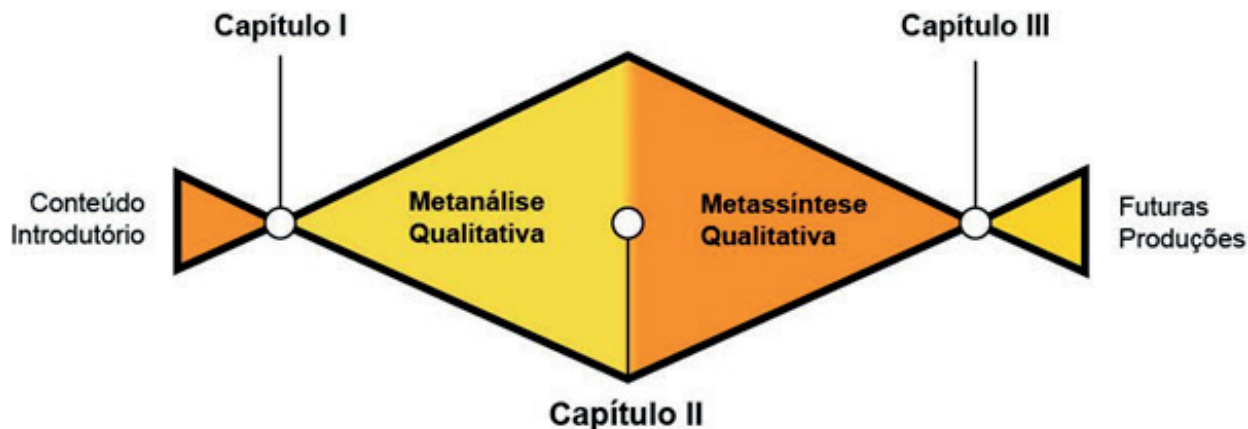 Capítulo I
Capítulo III
Conteúdo
Introdutório
Metanálise
Qualitativa
Metassíntese
Qualitativa
Futuras
Produções
Capítulo II